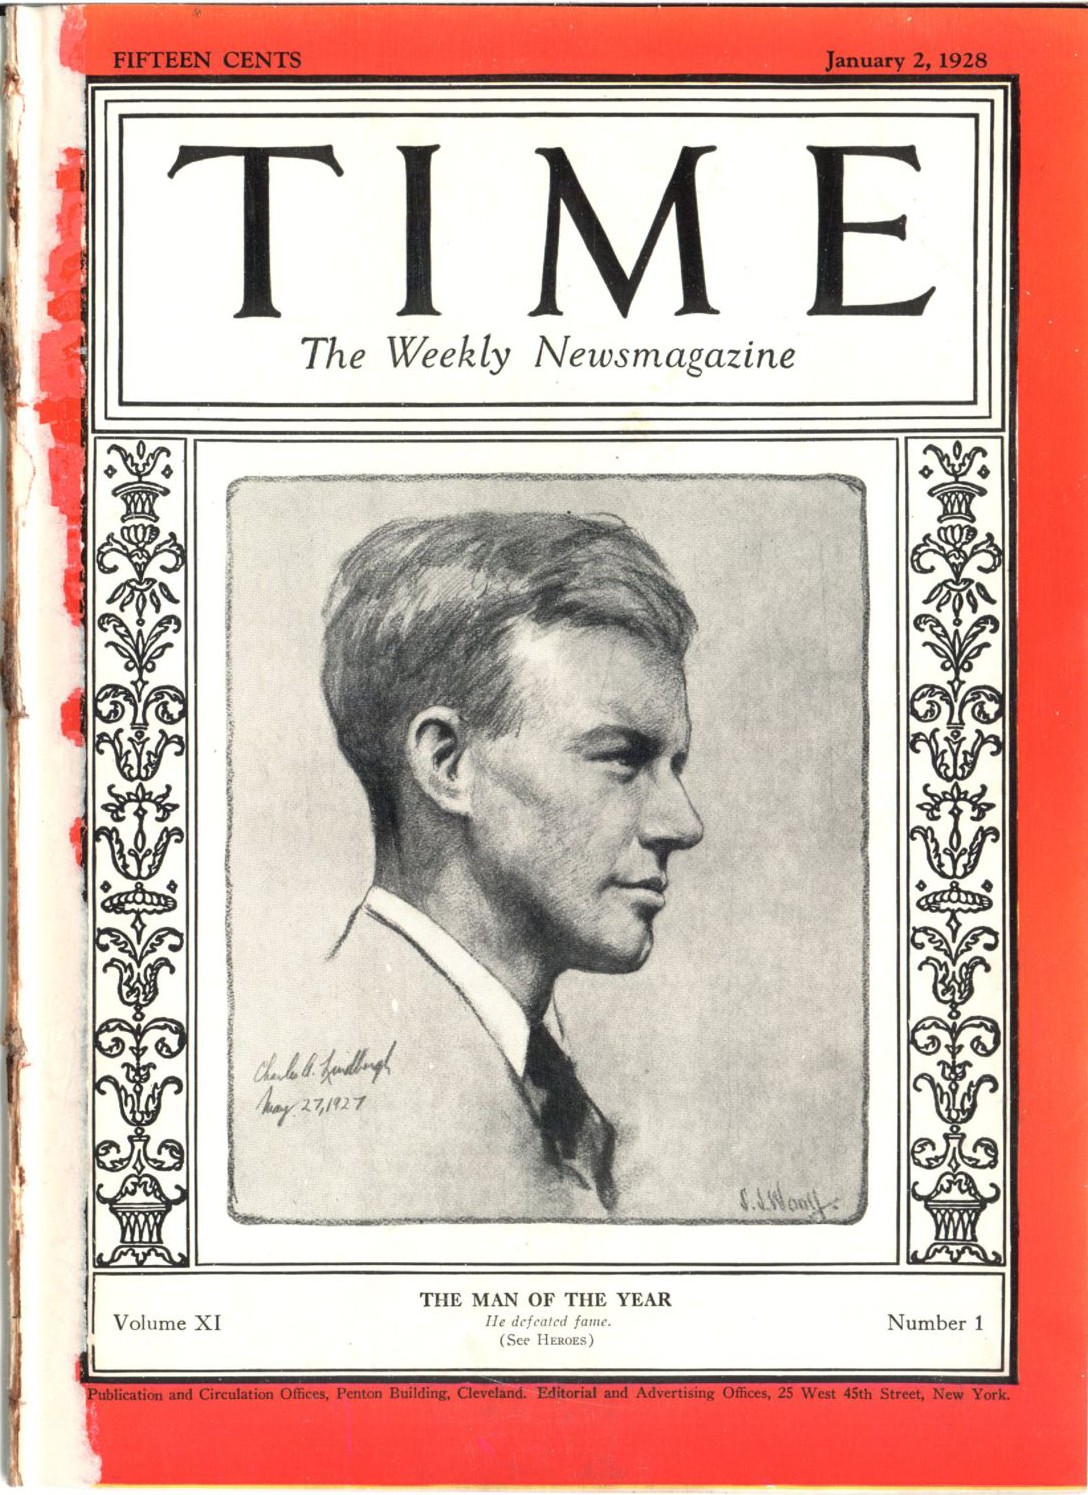 FIFTEEN CENTS
January 2, 1928
TIME
The Weekly Newsmagazine
Charles A. Lindbergh
May 27, 1927
S. J. Woolf
THE MAN OF THE YEAR
He defeated fame.
(See HEROES)
Volume XI
Number 1
Publication and Circulation Offices, Penton Building, Cleveland. Editorial and Advertising Offices, 25 West 45th Street, New York.